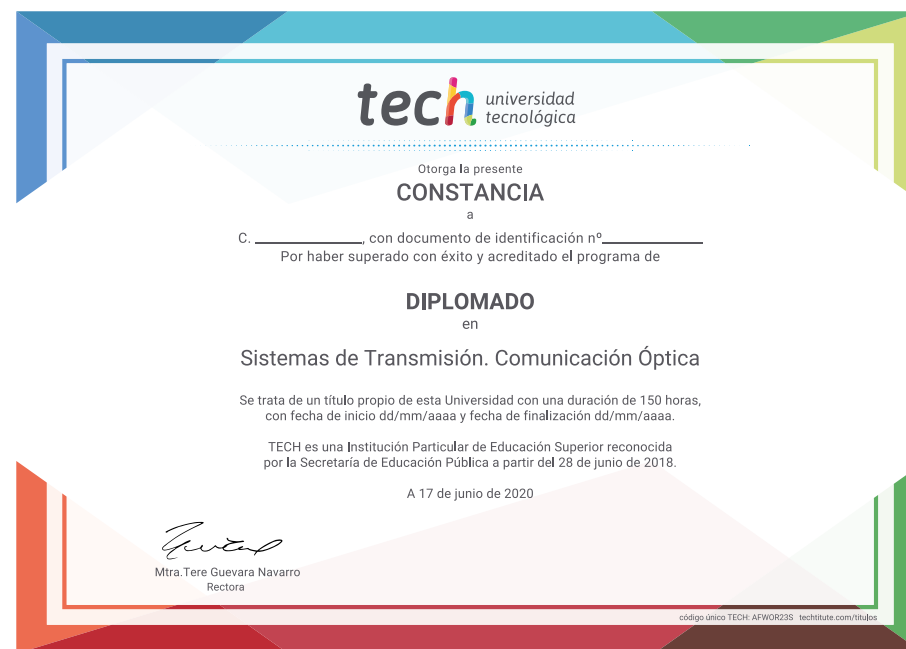 tech universidad
tecnológica
Otorga la presente
CONSTANCIA
a
C. ____________, con documento de identificación nº____________
Por haber superado con éxito y acreditado el programa de
DIPLOMADO
en
Sistemas de Transmisión. Comunicación Óptica
Se trata de un título propio de esta Universidad con una duración de 150 horas,
con fecha de inicio dd/mm/aaaa y fecha de finalización dd/mm/aaaa.
TECH es una Institución Particular de Educación Superior reconocida
por la Secretaría de Educación Pública a partir del 28 de junio de 2018.
A 17 de junio de 2020
Mtra.Tere Guevara Navarro
Rectora
código único TECH: AFWOR23S techtitute.com/titulos